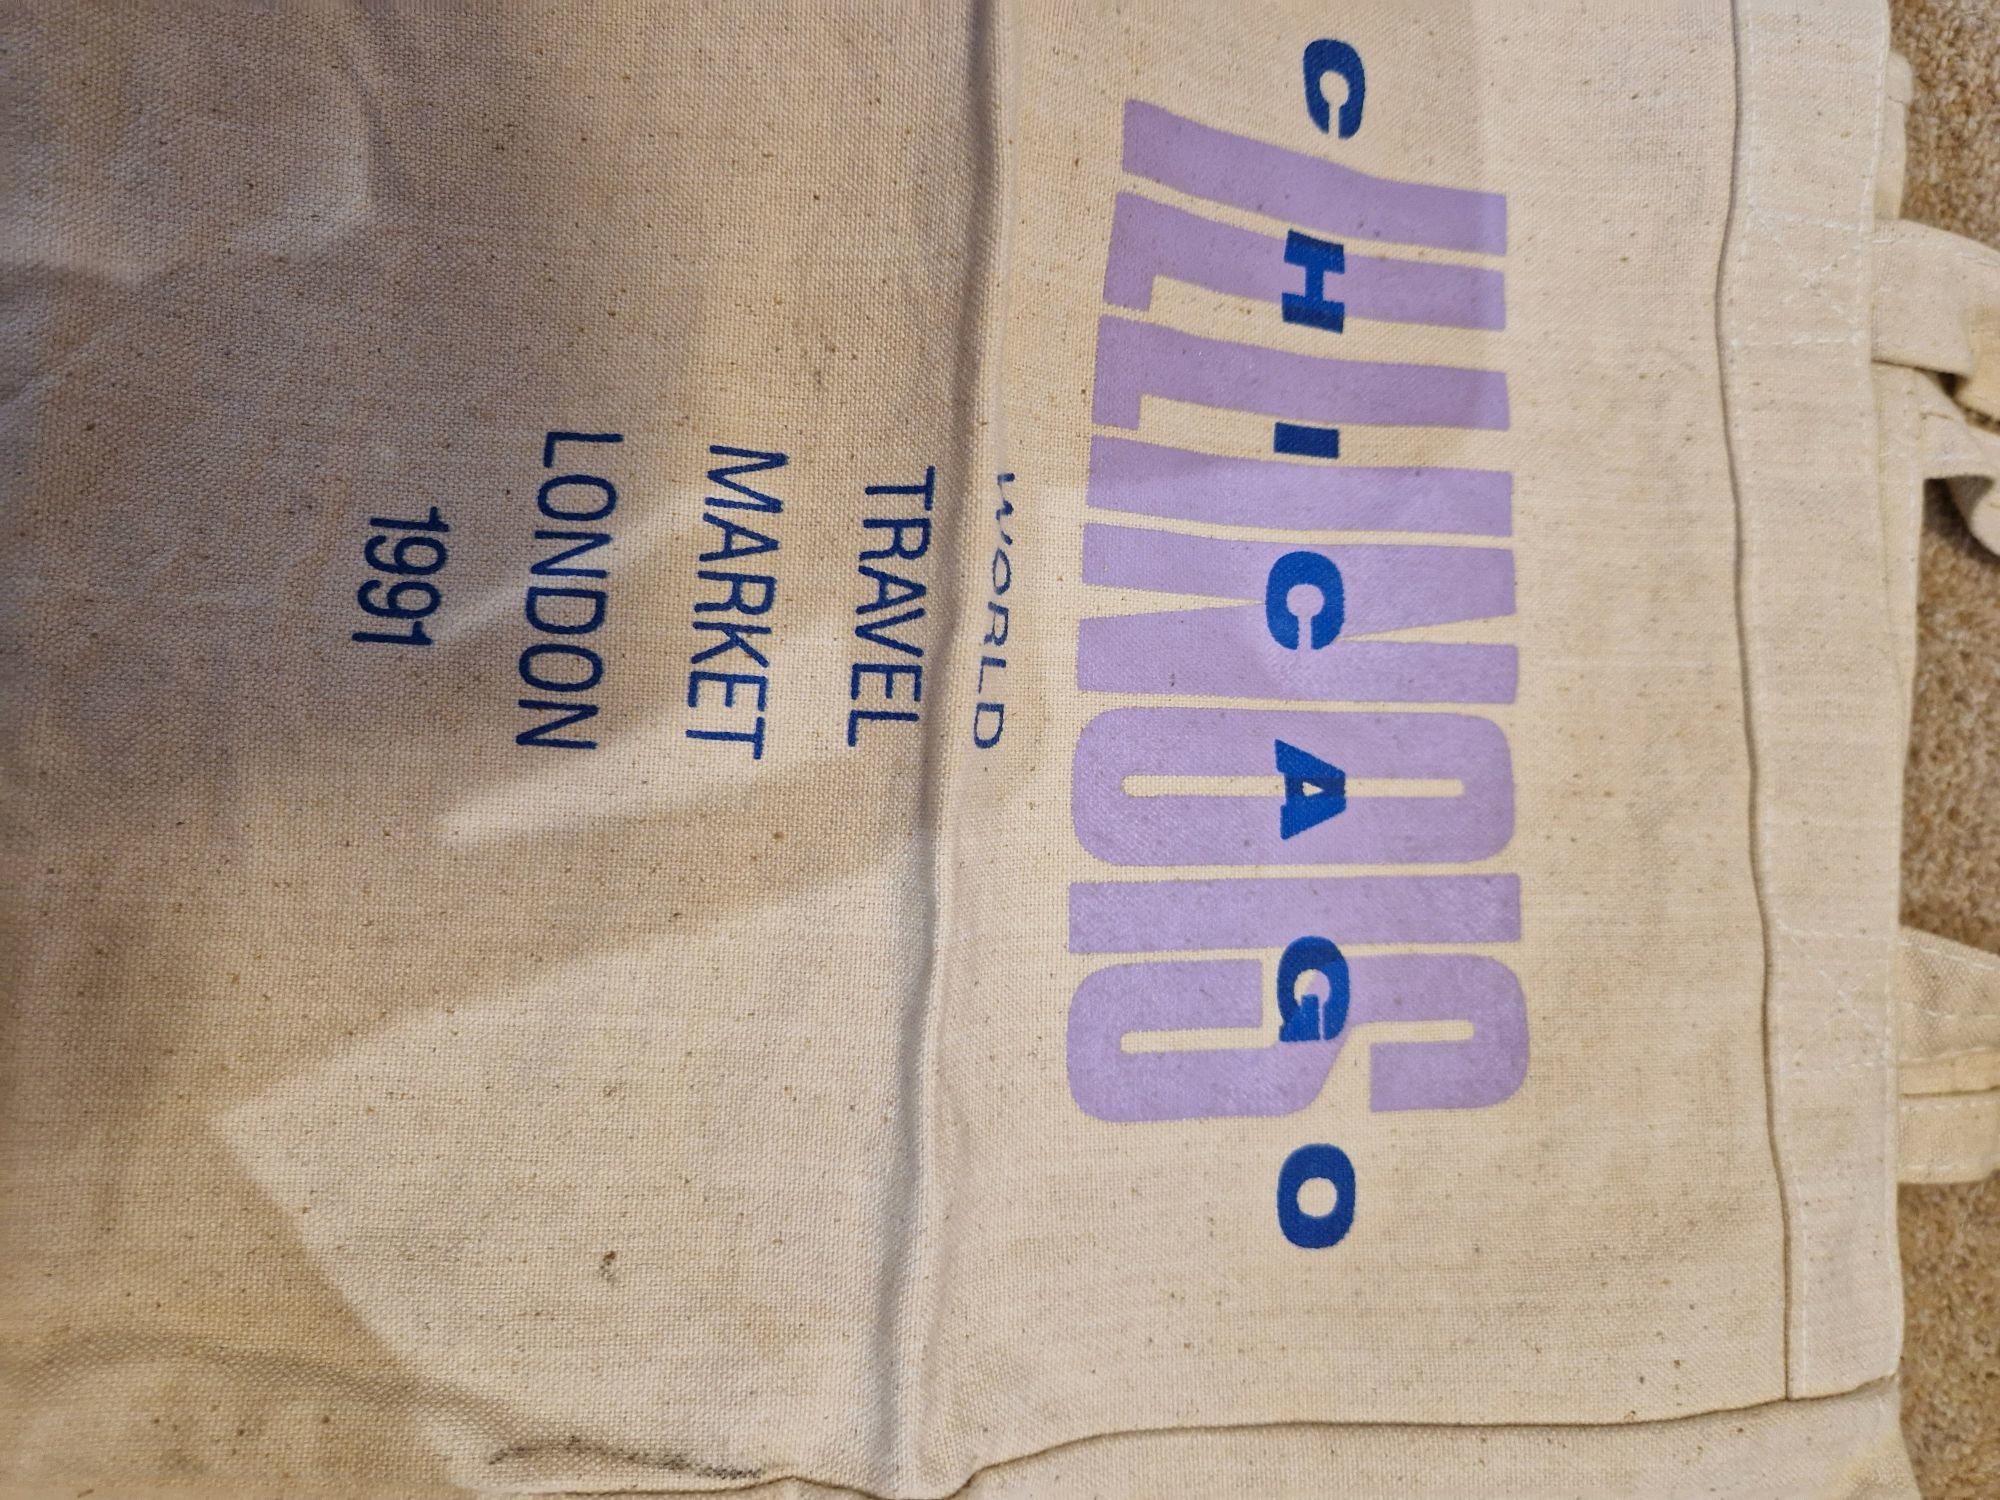 ILLINOIS
CHICAGO
WORLD
TRAVEL
MARKET
LONDON
1991